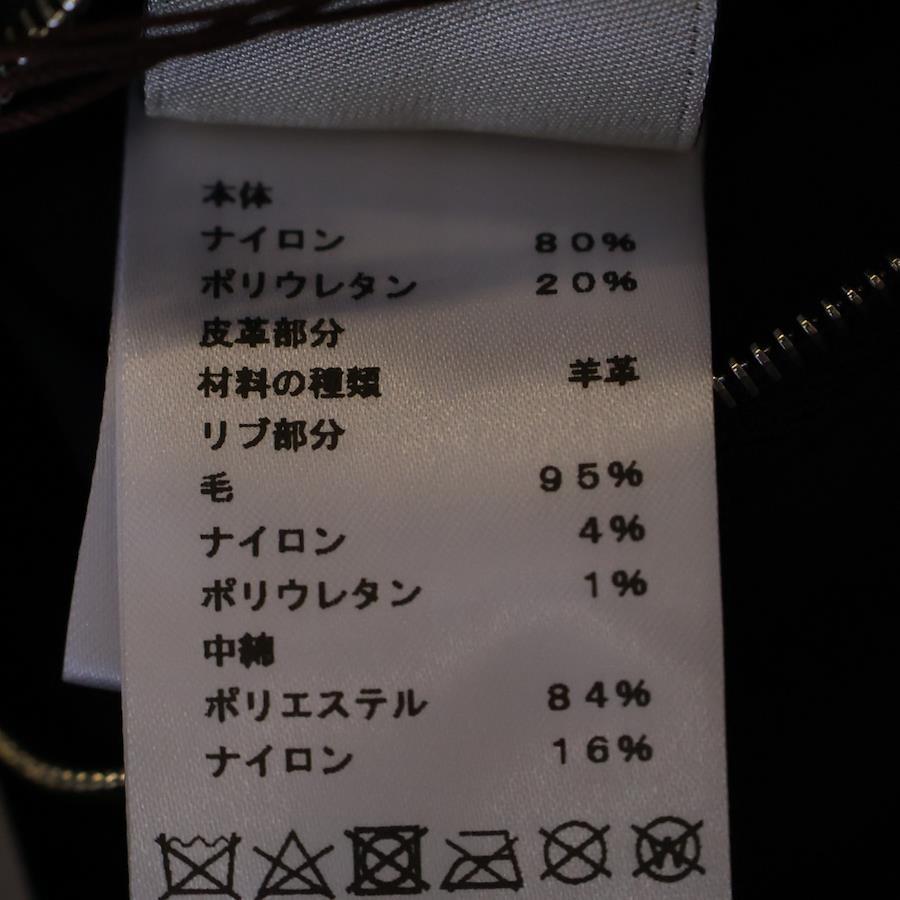 本体
ナイロン 80%
ポリウレタン 20%
皮革部分
材料の種類 羊革
リブ部分
毛 95%
ナイロン 4%
ポリウレタン 1%
中綿
ポリエステル 84%
ナイロン 16%
W